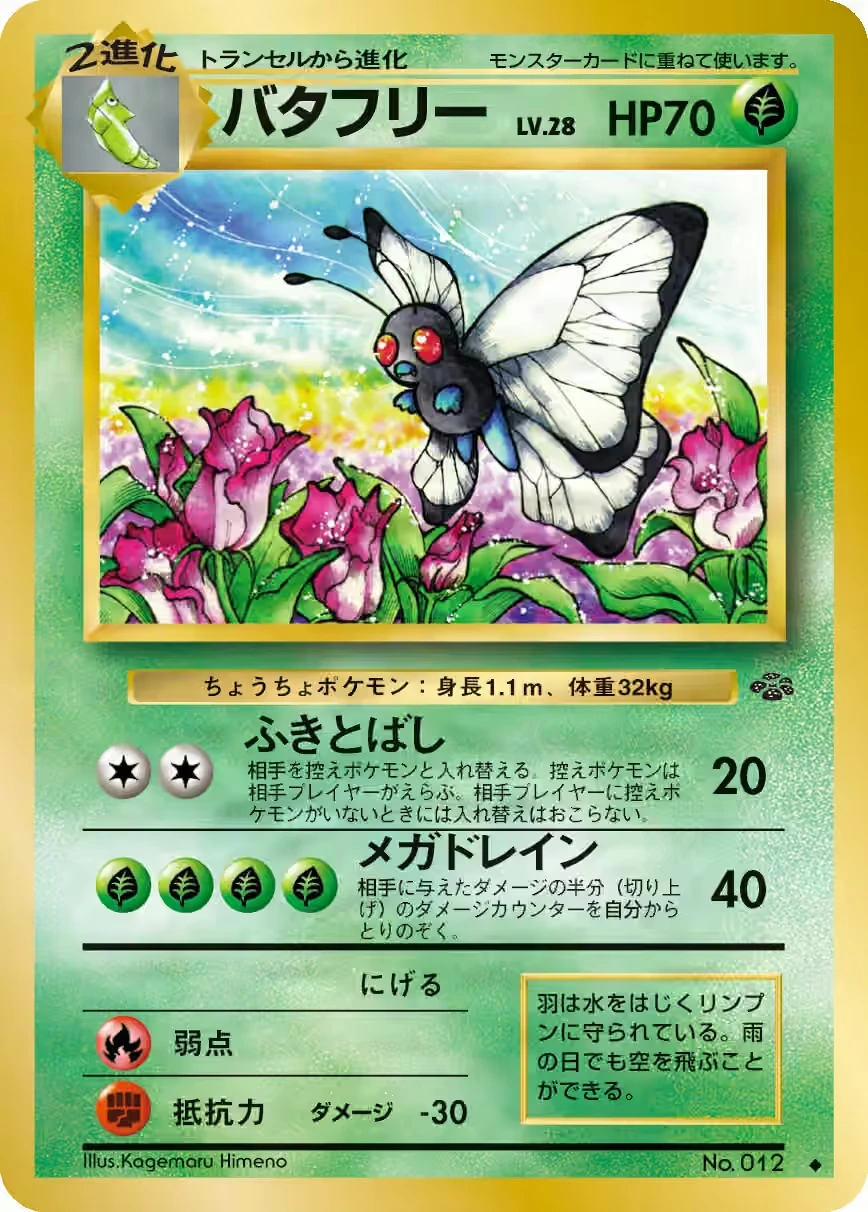 2進化
トランセルから進化
モンスターカードに重ねて使います。
バタフリー LV.28 HP70
ちょうちょポケモン：身長1.1m、体重32kg
ふきとばし
相手を控えポケモンと入れ替える。控えポケモンは
相手プレイヤーがえらぶ。相手プレイヤーに控えポ
ケモンがいないときには入れ替えはおこらない。
20
メガドレイン
相手に与えたダメージの半分（切り上
げ）のダメージカウンターを自分から
とりのぞく。
40
にげる
弱点
抵抗力 ダメージ -30
羽は水をはじくリンプ
ンに守られている。雨
の日でも空を飛ぶこと
ができる。
Illus.Kagemaru Himeno
No.012